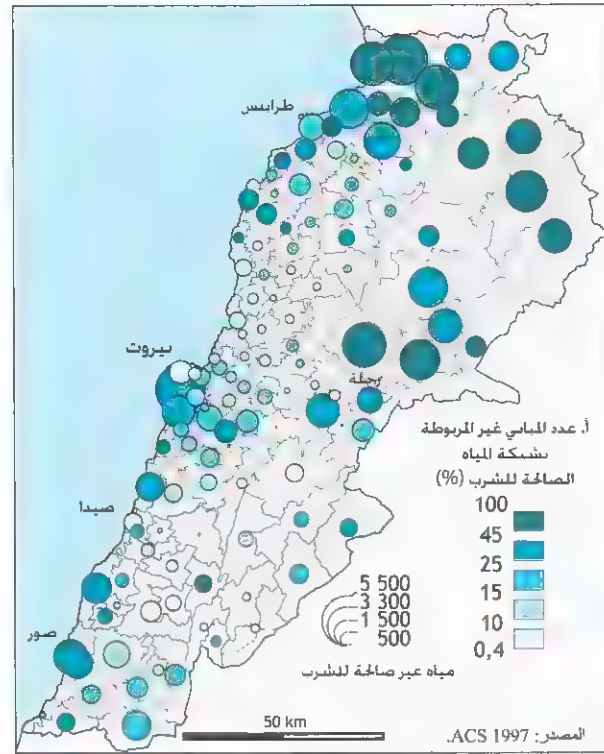 طرابلس
بيروت
زحلة
صيدا
صور
أ. عدد المباني غير المربوطة
بشبكة المياه
الصالحة للشرب (%)
100
45
25
15
10
0,4
5 500
3 300
1 500
500
مياه غير صالحة للشرب
50 km
المصدر: ACS 1997.